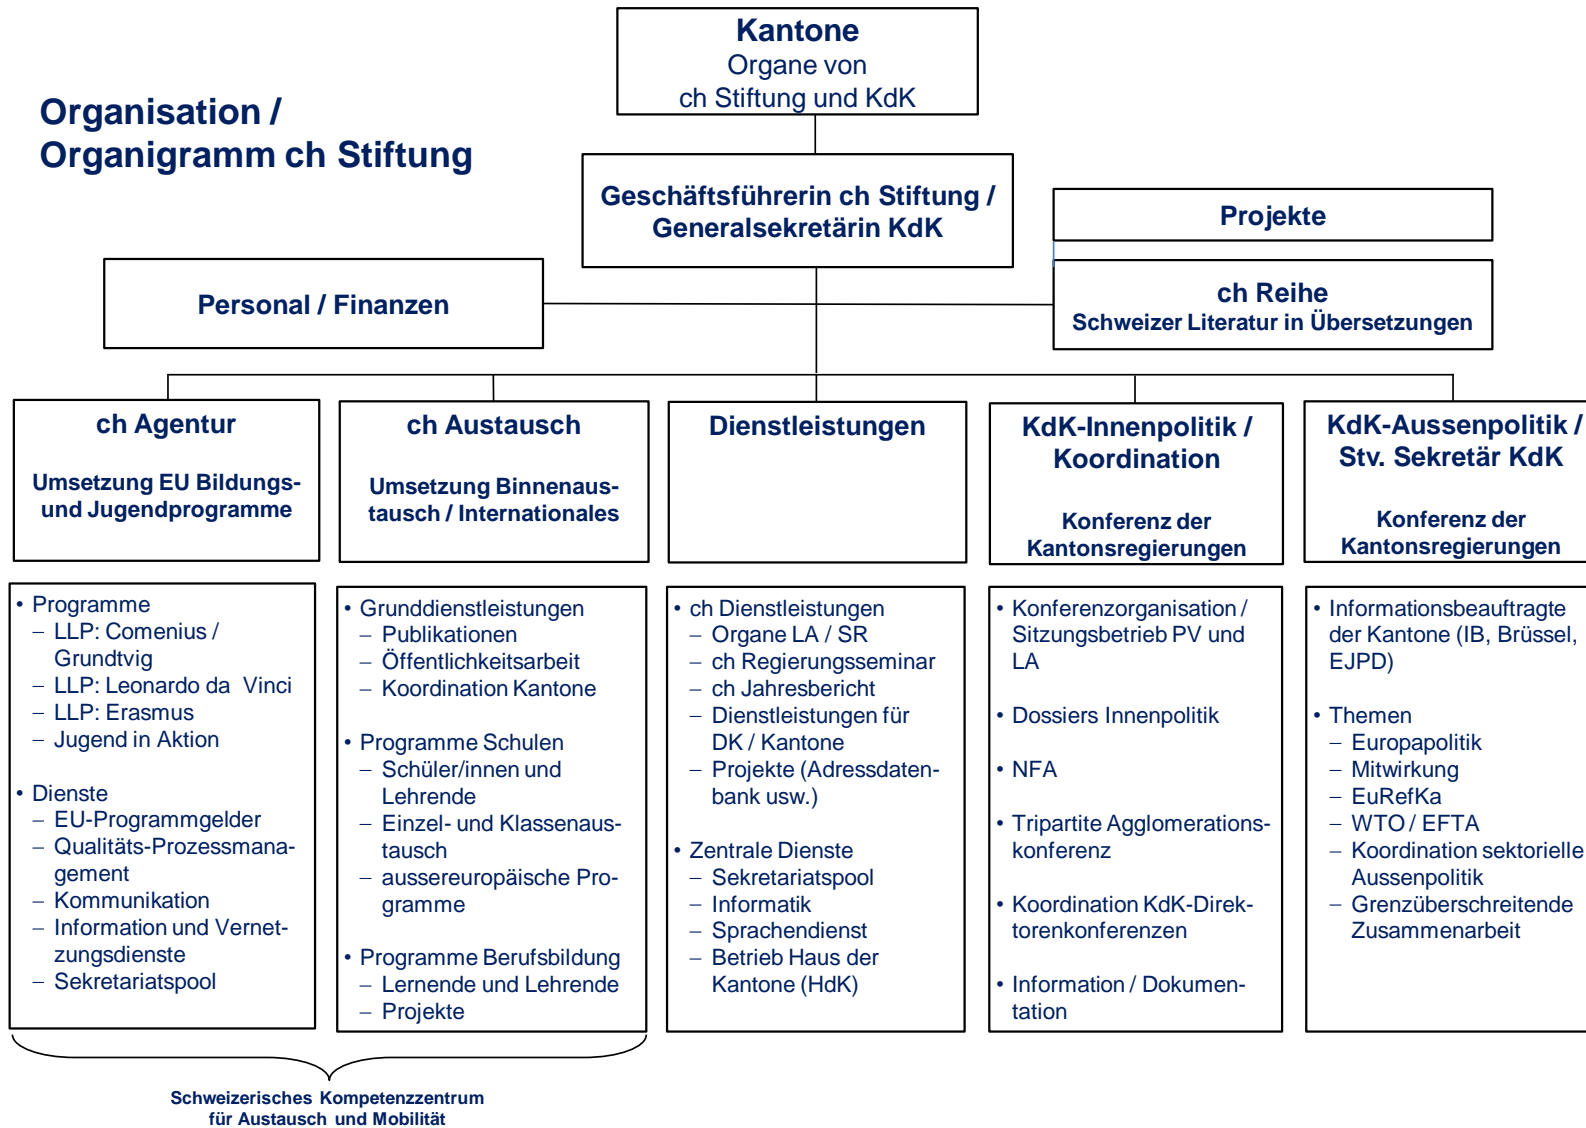 Kantone
Organe von
ch Stiftung und KdK
Organisation /
Organigramm ch Stiftung
Geschäftsführerin ch Stiftung /
Generalsekretärin KdK
Projekte
Personal / Finanzen
ch Reihe
Schweizer Literatur in Übersetzungen
ch Agentur
Umsetzung EU Bildungs-
und Jugendprogramme
ch Austausch
Umsetzung Binnenaus-
tausch / Internationales
Dienstleistungen
KdK-Innenpolitik /
Koordination
Konferenz der
Kantonsregierungen
KdK-Aussenpolitik /
Stv. Sekretär KdK
Konferenz der
Kantonsregierungen
• Programme
– LLP: Comenius /
Grundtvig
– LLP: Leonardo da Vinci
– LLP: Erasmus
– Jugend in Aktion
• Dienste
– EU-Programmgelder
– Qualitäts-Prozessmana-
gement
– Kommunikation
– Information und Vernet-
zungsdienste
– Sekretariatspool
• Grunddienstleistungen
– Publikationen
– Öffentlichkeitsarbeit
– Koordination Kantone
• Programme Schulen
– Schüler/innen und
Lehrende
– Einzel- und Klassenaus-
tausch
– aussereuropäische Pro-
gramme
• Programme Berufsbildung
– Lernende und Lehrende
– Projekte
• ch Dienstleistungen
– Organe LA / SR
– ch Regierungsseminar
– ch Jahresbericht
– Dienstleistungen für
DK / Kantone
– Projekte (Adressdaten-
bank usw.)
• Zentrale Dienste
– Sekretariatspool
– Informatik
– Sprachendienst
– Betrieb Haus der
Kantone (HdK)
• Konferenzorganisation /
Sitzungsbetrieb PV und
LA
• Dossiers Innenpolitik
• NFA
• Tripartite Agglomerations-
konferenz
• Koordination KdK-Direk-
torenkonferenzen
• Information / Dokumen-
tation
• Informationsbeauftragte
der Kantone (IB, Brüssel,
EJPD)
• Themen
– Europapolitik
– Mitwirkung
– EuRefKa
– WTO / EFTA
– Koordination sektorielle
Aussenpolitik
– Grenzüberschreitende
Zusammenarbeit
Schweizerisches Kompetenzzentrum
für Austausch und Mobilität